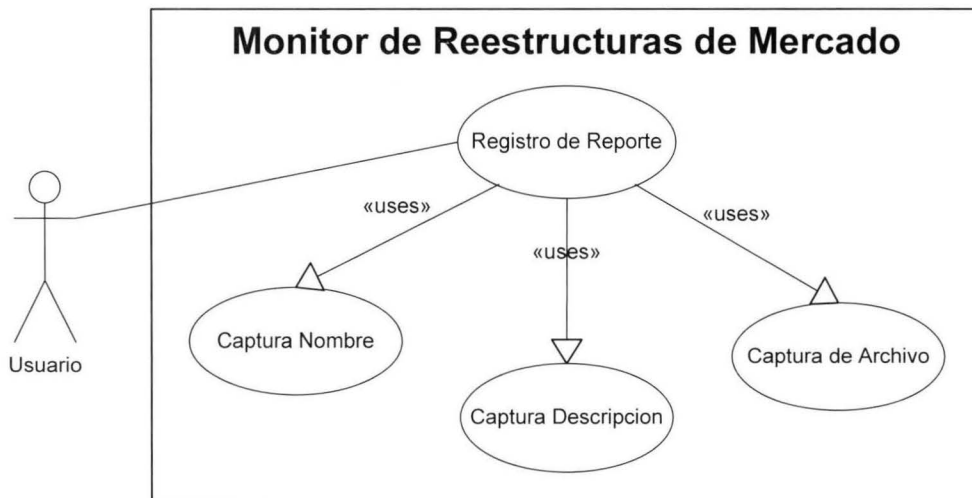 Monitor de Reestructuras de Mercado
Registro de Reporte
«uses»
«uses»
«uses»
Captura Nombre
Captura de Archivo
Usuario
Captura Descripcion